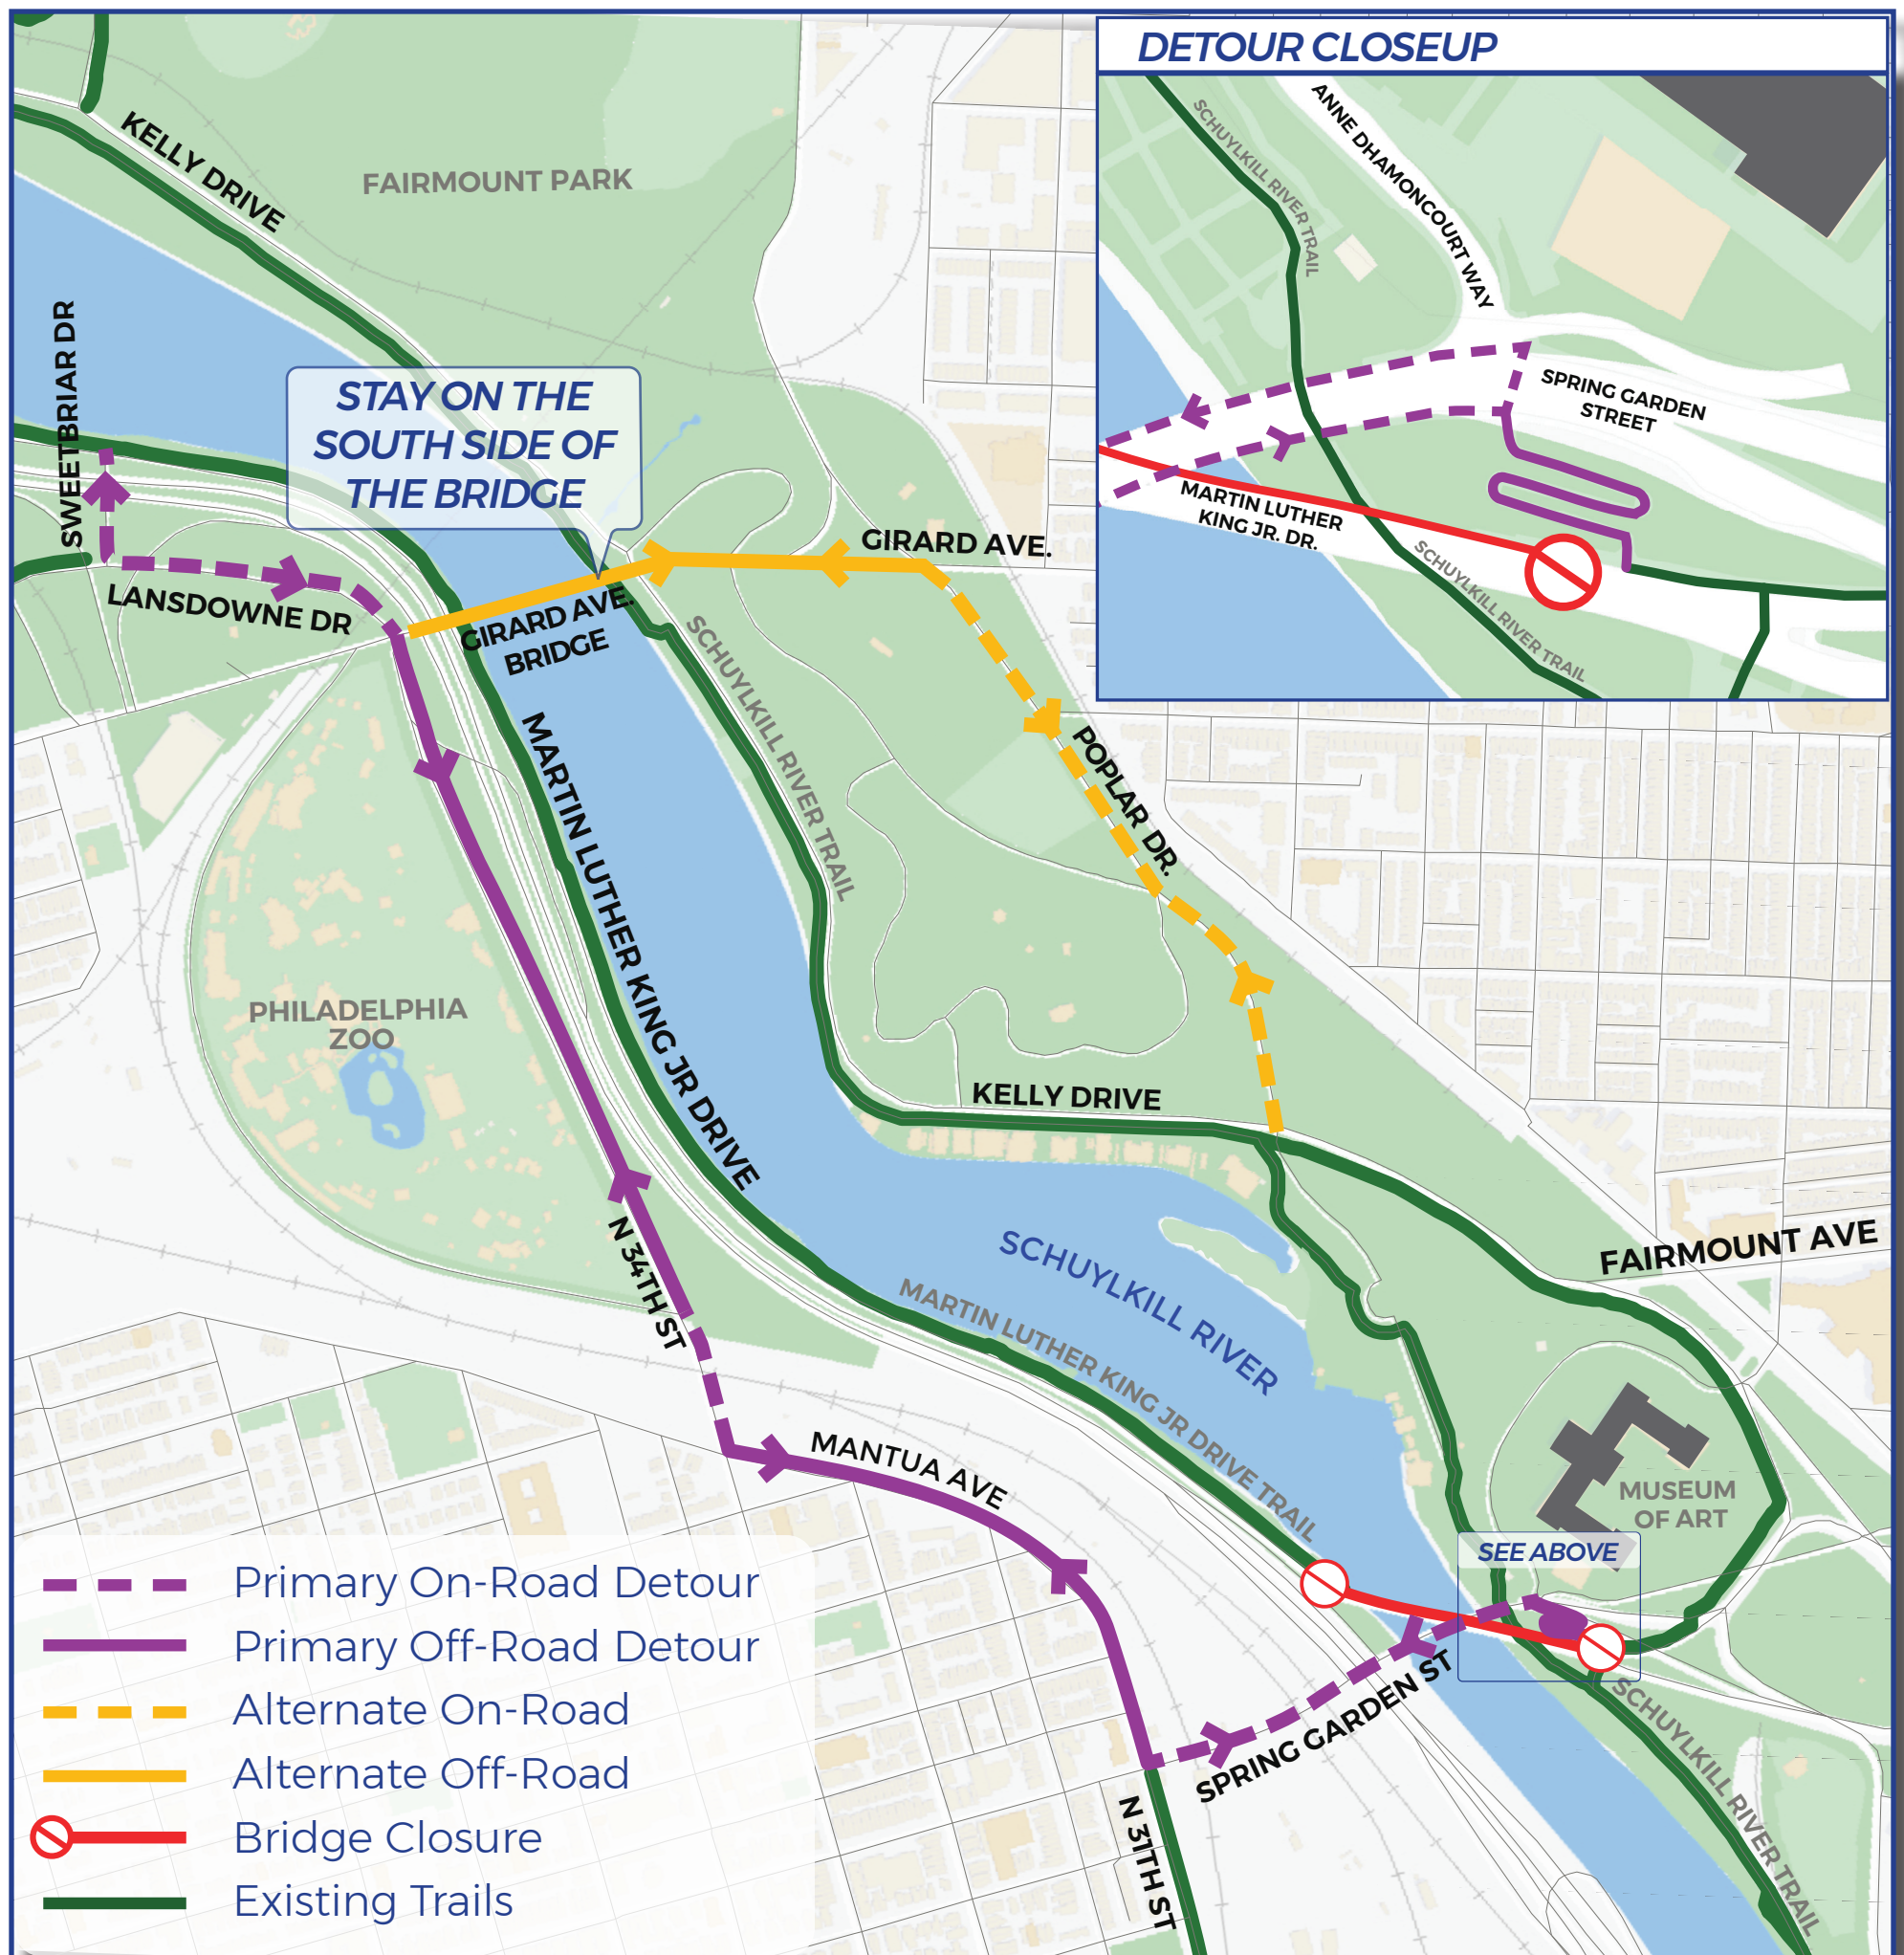 DETOUR CLOSEUP
SCHUYLKILL RIVER TRAIL
ANNE DHAMONCOURT WAY
SPRING GARDEN
STREET
MARTIN LUTHER
KING JR. DR.
SCHUYLKILL RIVER TRAIL
KELLY DRIVE
FAIRMOUNT PARK
SWEETBRIAR DR
STAY ON THE
SOUTH SIDE OF
THE BRIDGE
GIRARD AVE.
LANSDOWNE DR
GIRARD AVE.
BRIDGE
SCHUYLKILL RIVER TRAIL
POPLAR DR.
MARTIN LUTHER KING JR DRIVE
PHILADELPHIA
ZOO
KELLY DRIVE
N 34TH ST
SCHUYLKILL RIVER
FAIRMOUNT AVE
MARTIN LUTHER KING JR DRIVE TRAIL
MANTUA AVE
MUSEUM
OF ART
SEE ABOVE
SPRING GARDEN ST
SCHUYLKILL RIVER TRAIL
N 31TH ST
Primary On-Road Detour
Primary Off-Road Detour
Alternate On-Road
Alternate Off-Road
Bridge Closure
Existing Trails